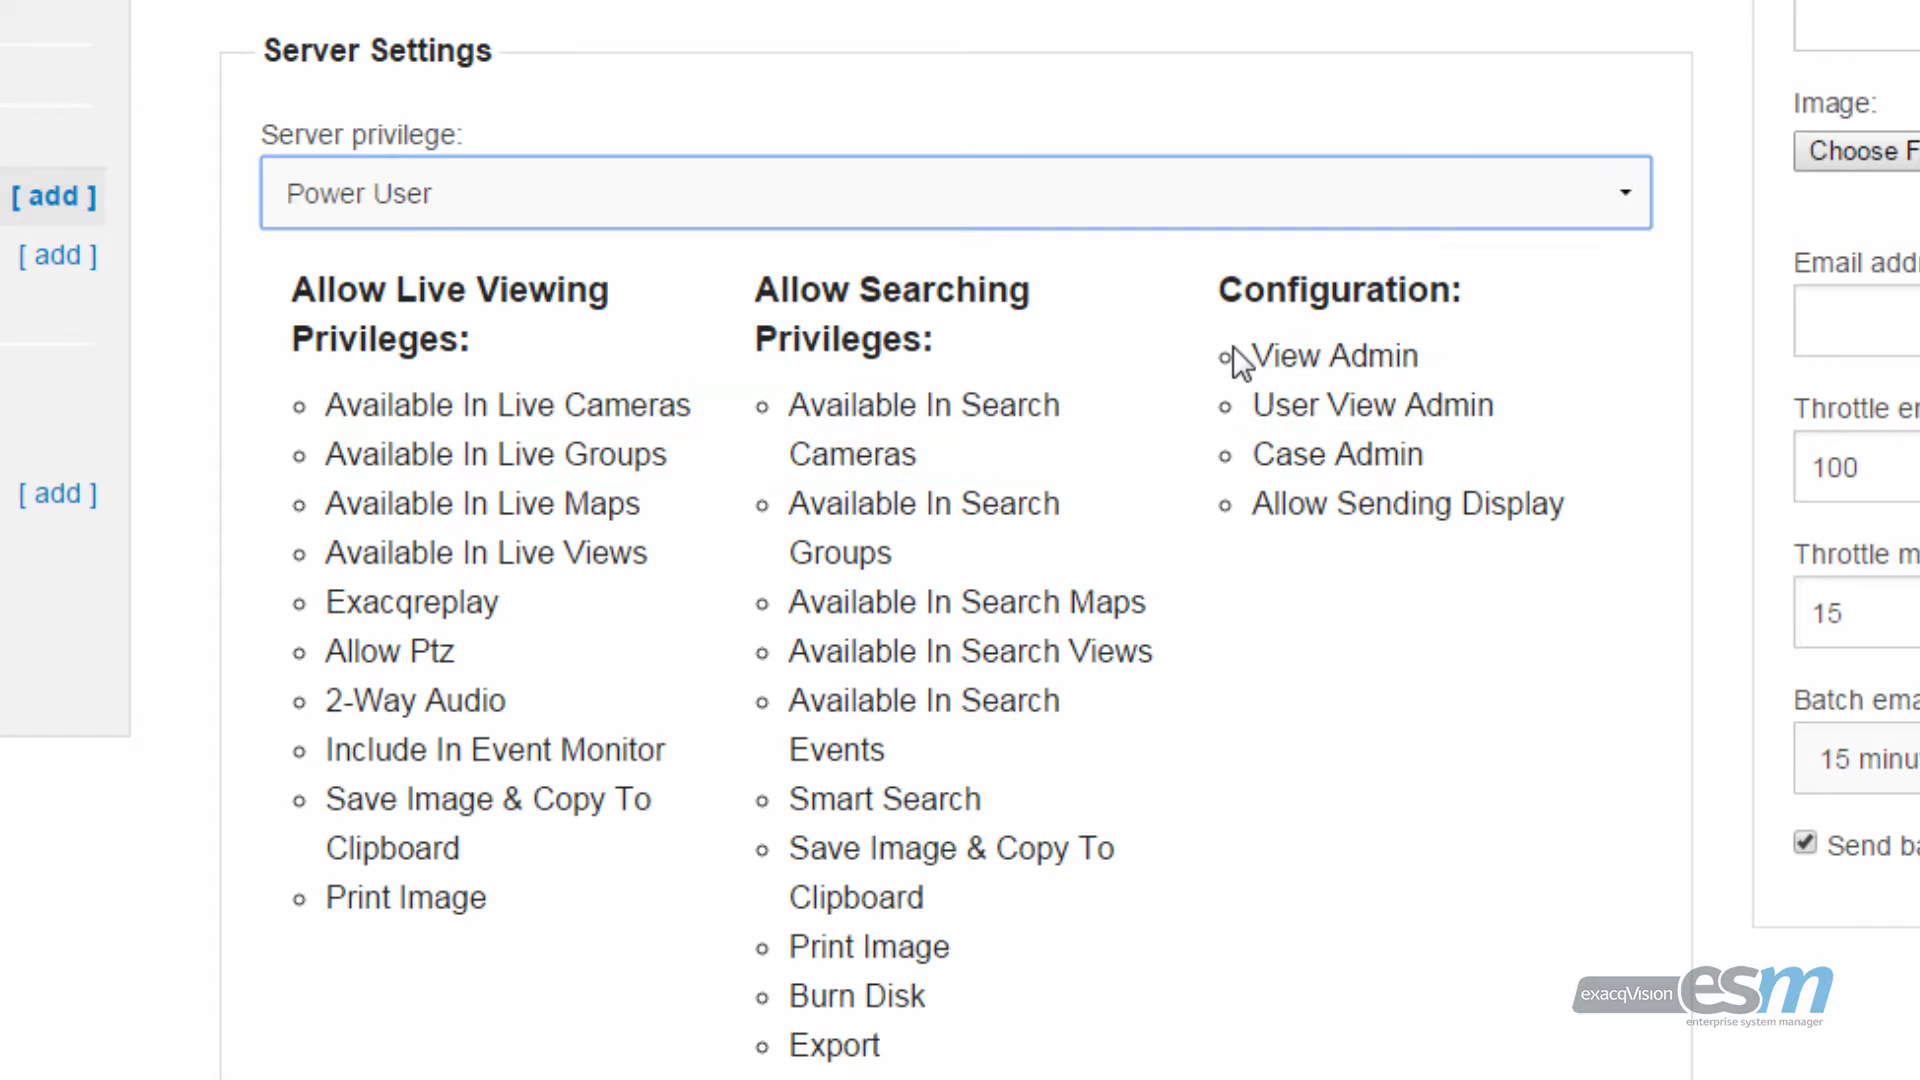 Server Settings
Server privilege:
Power User
Allow Live Viewing
Privileges:
Available In Live Cameras
Available In Live Groups
Available In Live Maps
Available In Live Views
Exacqreplay
Allow Ptz
2-Way Audio
Include In Event Monitor
Save Image & Copy To
Clipboard
Print Image
Allow Searching
Privileges:
Available In Search
Cameras
Available In Search
Groups
Available In Search Maps
Available In Search Views
Available In Search
Events
Smart Search
Save Image & Copy To
Clipboard
Print Image
Burn Disk
Export
Configuration:
View Admin
User View Admin
Case Admin
Allow Sending Display
[ add ]
[ add ]
[ add ]
Image:
Choose F
Email
Throttle
100
Throttle
15
Batch
15
Send
exacqVision esm
enterprise system manager